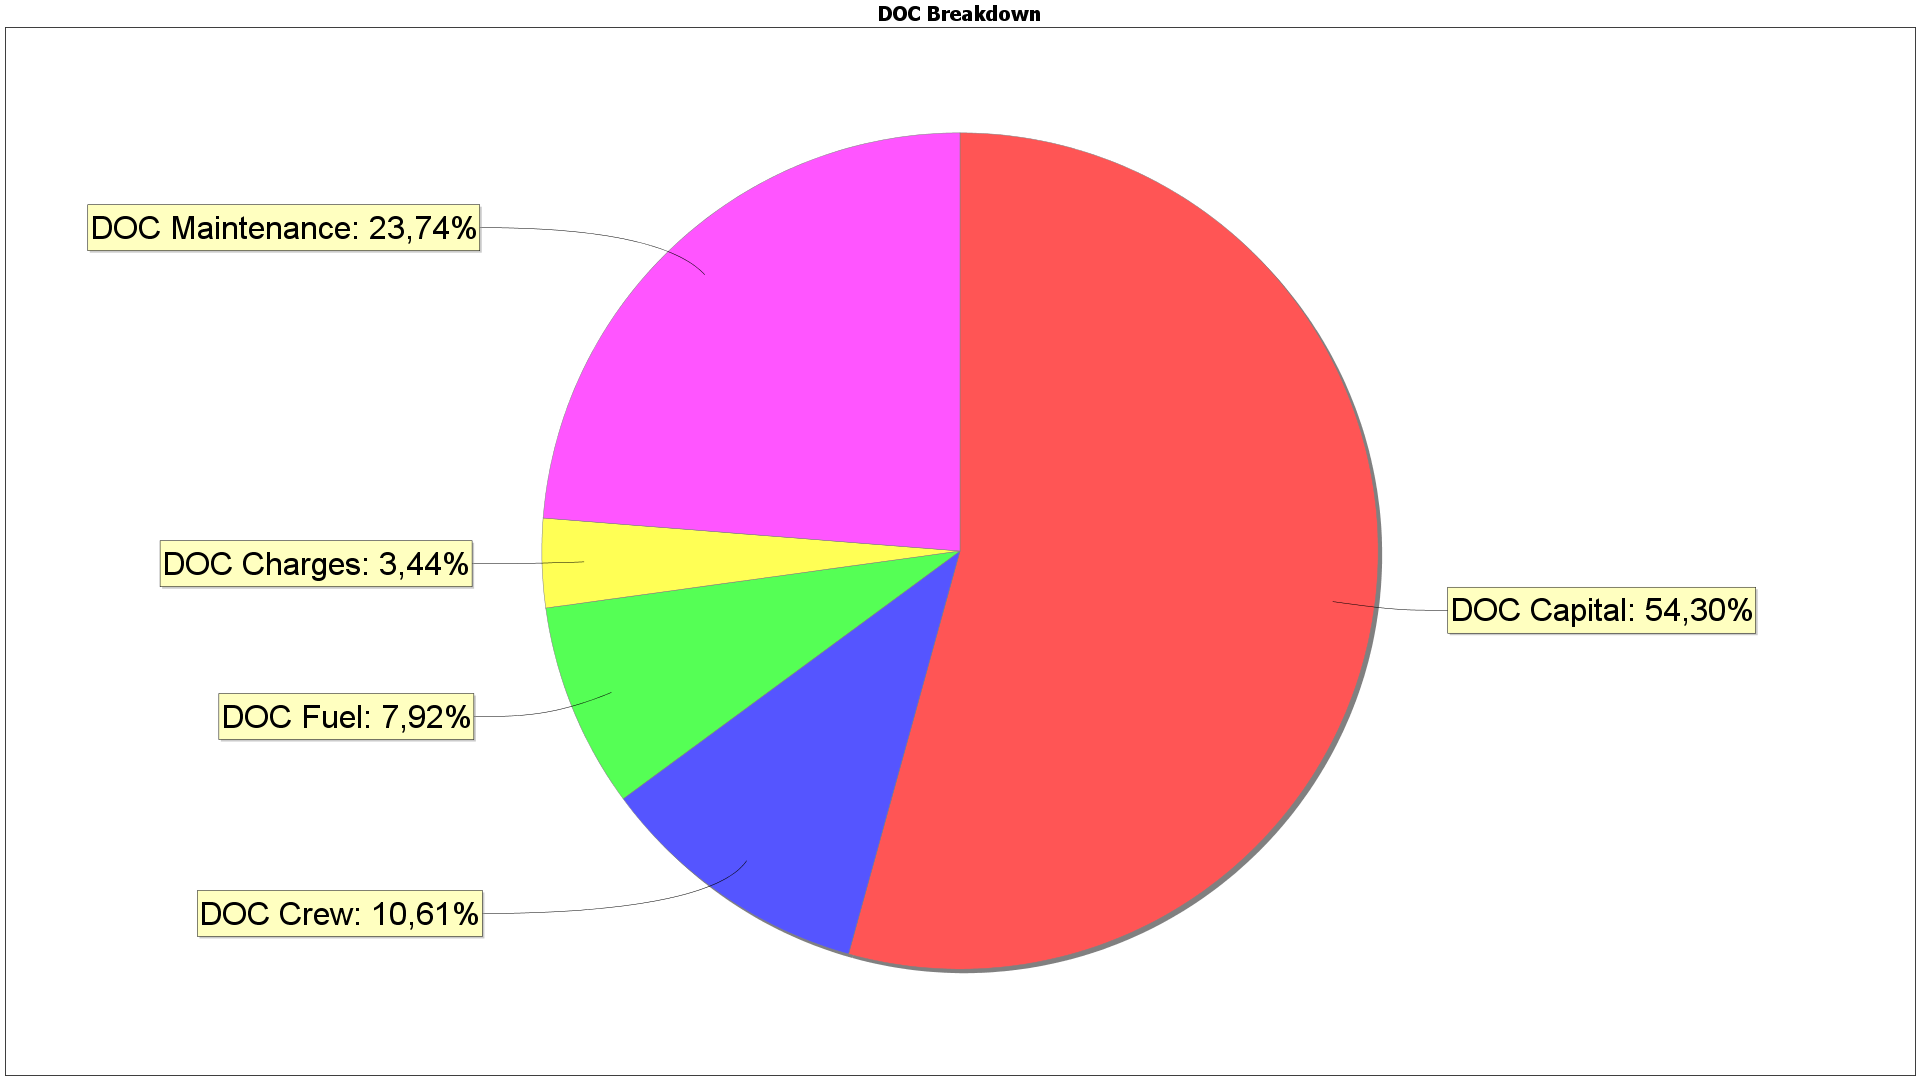 DOC Breakdown
DOC Maintenance: 23,74%
DOC Charges: 3,44%
DOC Capital: 54,30%
DOC Fuel: 7,92%
DOC Crew: 10,61%